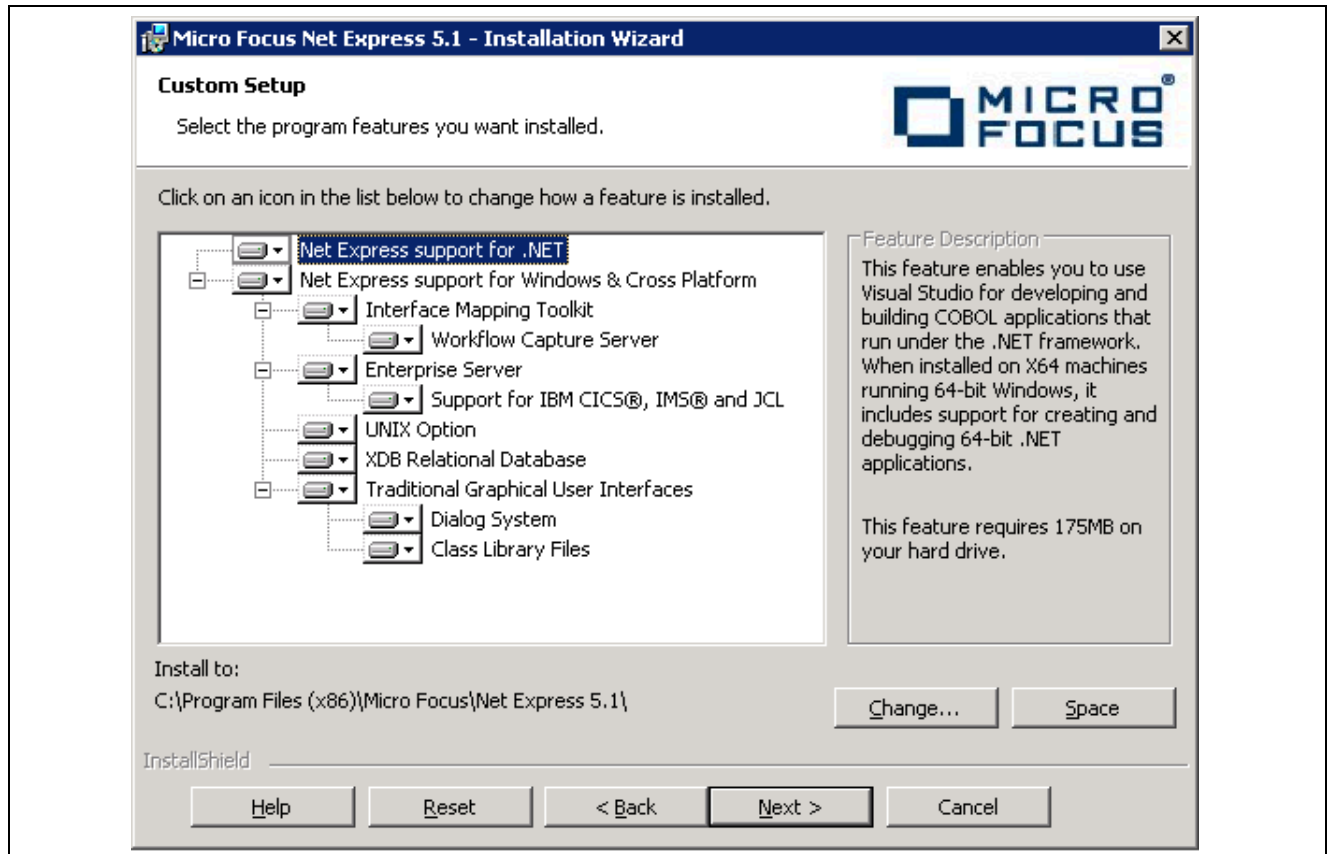 Micro Focus Net Express 5.1 - Installation Wizard
Custom Setup
Select the program features you want installed.
MICRO
FOCUS®
Click on an icon in the list below to change how a feature is installed.
Net Express support for .NET
Net Express support for Windows & Cross Platform
Interface Mapping Toolkit
Workflow Capture Server
Enterprise Server
Support for IBM CICS®, IMS® and JCL
UNIX Option
XDB Relational Database
Traditional Graphical User Interfaces
Dialog System
Class Library Files
Feature Description
This feature enables you to use
Visual Studio for developing and
building COBOL applications that
run under the .NET framework.
When installed on X64 machines
running 64-bit Windows, it
includes support for creating and
debugging 64-bit .NET
applications.
This feature requires 175MB on
your hard drive.
Install to:
C:\Program Files (x86)\Micro Focus\Net Express 5.1\
Change...
Space
InstallShield
Help
Reset
< Back
Next >
Cancel